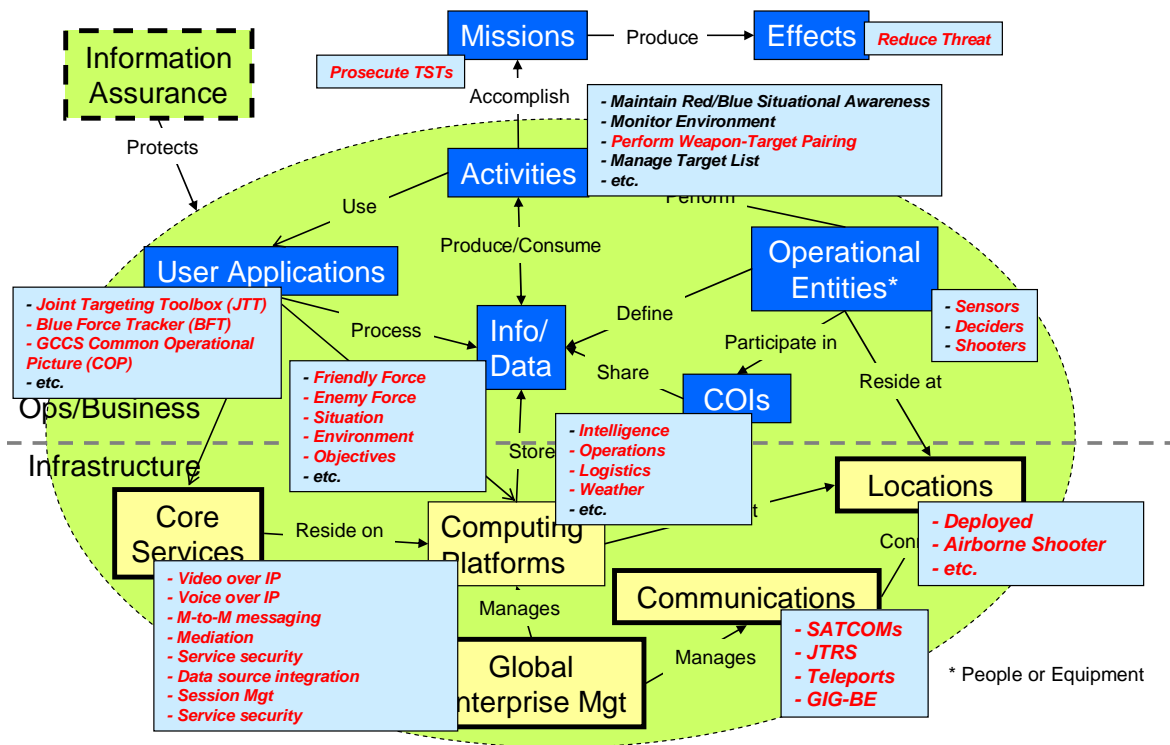 Missions
Produce
Effects
Reduce Threat
Information
Assurance
Prosecute TSTs
Accomplish
- Maintain Red/Blue Situational Awareness
- Monitor Environment
- Perform Weapon-Target Pairing
- Manage Target List
- etc.
Protects
Activities
Perform
Use
Produce/Consume
User Applications
Operational
Entities*
- Joint Targeting Toolbox (JTT)
- Blue Force Tracker (BFT)
- GCCS Common Operational
Picture (COP)
- etc.
Process
Info/
Data
Define
- Sensors
- Deciders
- Shooters
Participate in
Share
Reside at
COIs
- Friendly Force
- Enemy Force
- Situation
- Environment
- Objectives
- etc.
Ops/Business
Infrastructure
Store
- Intelligence
- Operations
- Logistics
- Weather
- etc.
Locations
- Deployed
- Airborne Shooter
- etc.
Core
Services
Reside on
Computing
Platforms
- Video over IP
- Voice over IP
- M-to-M messaging
- Mediation
- Service security
- Data source integration
- Session Mgt
- Service security
Manages
Communications
- SATCOMs
- JTRS
- Teleports
- GIG-BE
Global
nterprise Mgt
Manages
* People or Equipment